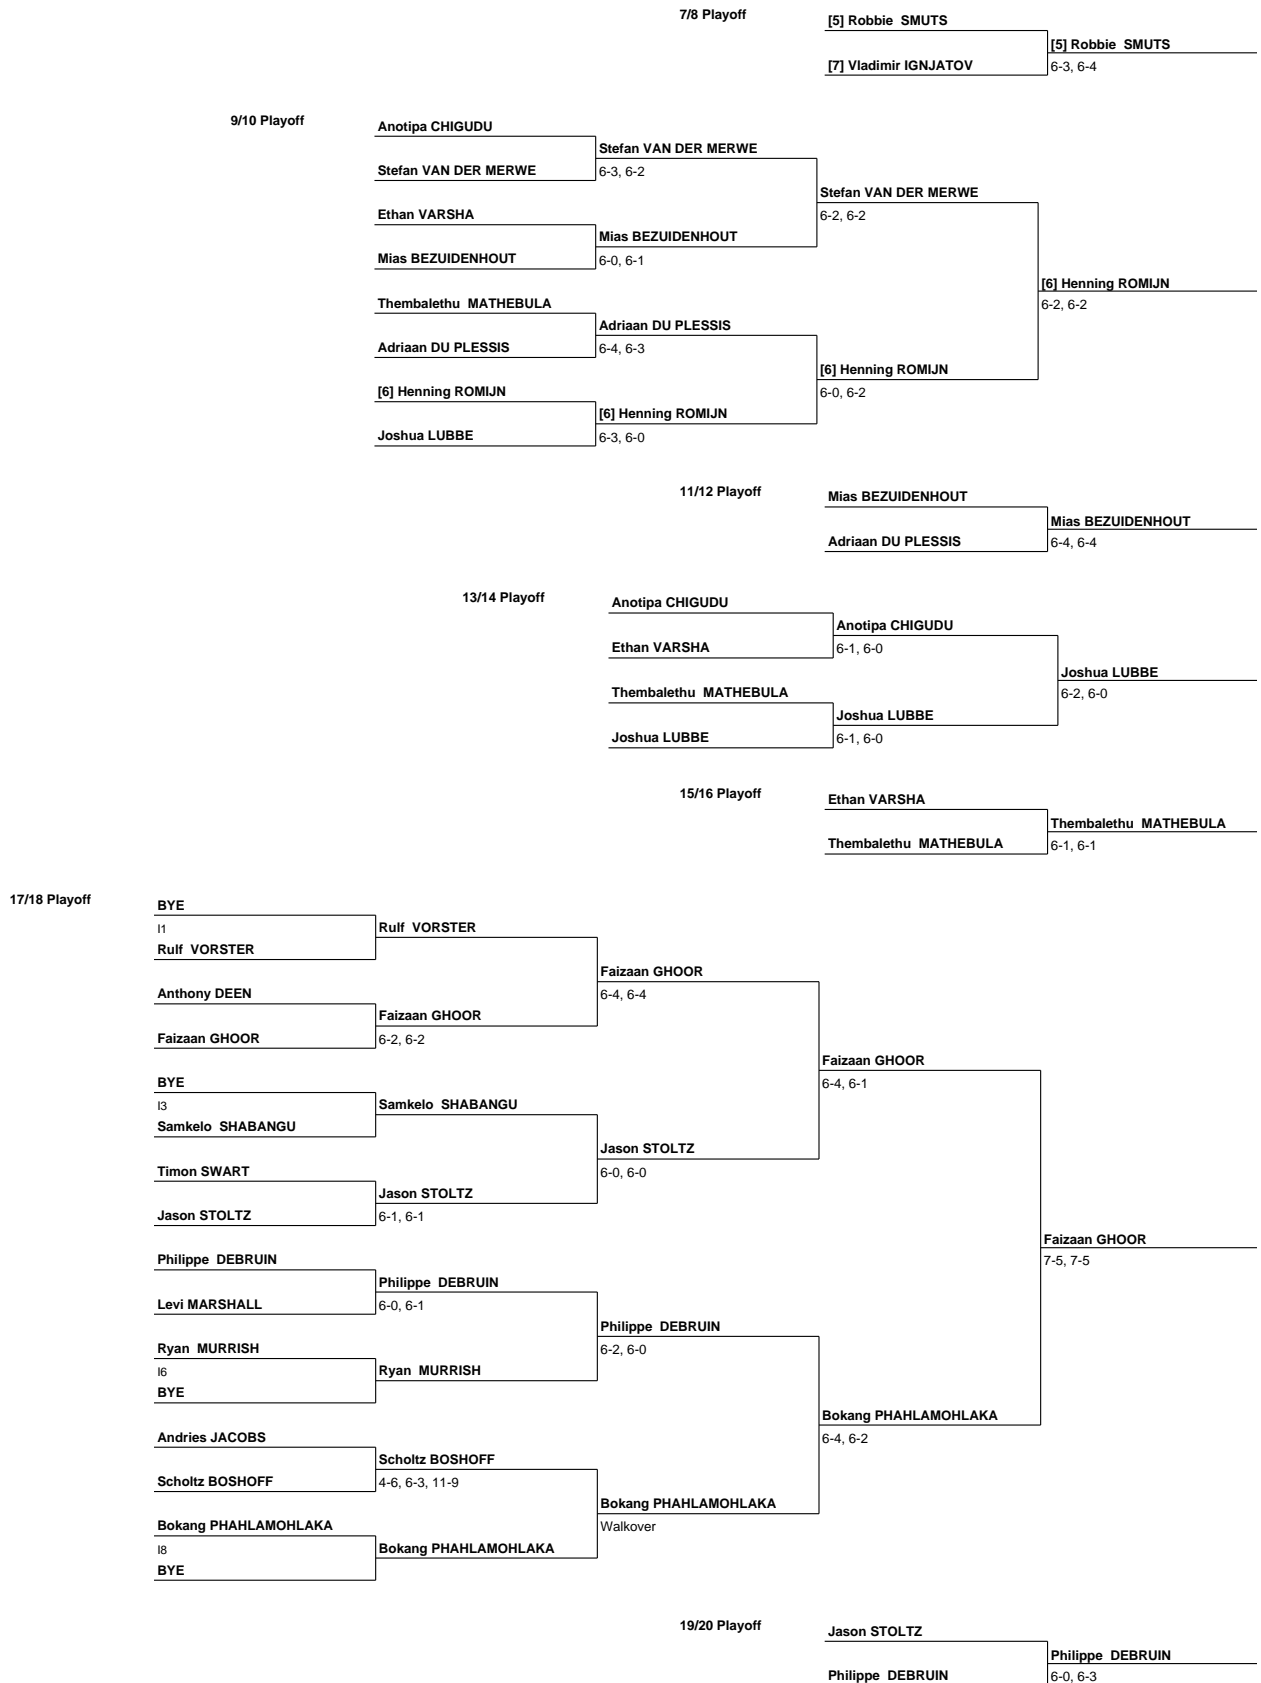 7/8 Playoff
[5] Robbie SMUTS
[5] Robbie SMUTS
[7] Vladimir IGNJATOV
6-3, 6-4
9/10 Playoff
Anotipa CHIGUDU
Stefan VAN DER MERWE
Stefan VAN DER MERWE
6-3, 6-2
Stefan VAN DER MERWE
Ethan VARSHA
6-2, 6-2
Mias BEZUIDENHOUT
Mias BEZUIDENHOUT
6-0, 6-1
[6] Henning ROMIJN
Thembalethu MATHEBULA
6-2, 6-2
Adriaan DU PLESSIS
Adriaan DU PLESSIS
6-4, 6-3
[6] Henning ROMIJN
[6] Henning ROMIJN
6-0, 6-2
[6] Henning ROMIJN
Joshua LUBBE
6-3, 6-0
11/12 Playoff
Mias BEZUIDENHOUT
Mias BEZUIDENHOUT
Adriaan DU PLESSIS
6-4, 6-4
13/14 Playoff
Anotipa CHIGUDU
Anotipa CHIGUDU
Ethan VARSHA
6-1, 6-0
Joshua LUBBE
Thembalethu MATHEBULA
6-2, 6-0
Joshua LUBBE
Joshua LUBBE
6-1, 6-0
15/16 Playoff
Ethan VARSHA
Thembalethu MATHEBULA
Thembalethu MATHEBULA
6-1, 6-1
17/18 Playoff
BYE
I1
Rulf VORSTER
Rulf VORSTER
Faizaan GHOOR
Anthony DEEN
6-4, 6-4
Faizaan GHOOR
Faizaan GHOOR
6-2, 6-2
Faizaan GHOOR
BYE
6-4, 6-1
I3
Samkelo SHABANGU
Samkelo SHABANGU
Jason STOLTZ
Timon SWART
6-0, 6-0
Jason STOLTZ
Jason STOLTZ
6-1, 6-1
Faizaan GHOOR
Philippe DEBRUIN
7-5, 7-5
Philippe DEBRUIN
Levi MARSHALL
6-0, 6-1
Philippe DEBRUIN
Ryan MURRISH
6-2, 6-0
I6
Ryan MURRISH
BYE
Bokang PHAHLAMOHLAKA
Andries JACOBS
6-4, 6-2
Scholtz BOSHOFF
Scholtz BOSHOFF
4-6, 6-3, 11-9
Bokang PHAHLAMOHLAKA
Bokang PHAHLAMOHLAKA
Walkover
I8
Bokang PHAHLAMOHLAKA
BYE
19/20 Playoff
Jason STOLTZ
Philippe DEBRUIN
Philippe DEBRUIN
6-0, 6-3